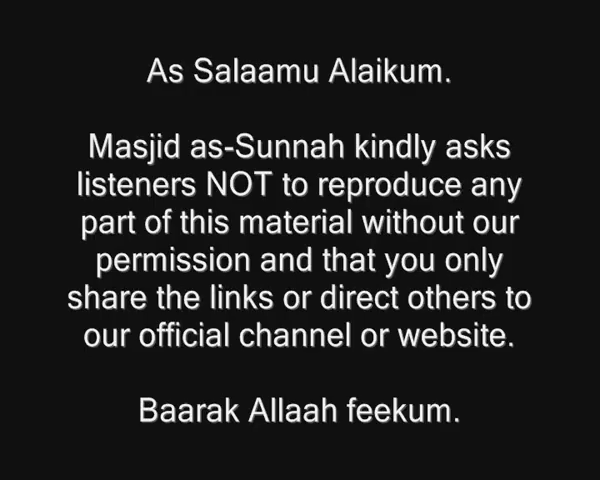 As Salaamu Alaikum.
Masjid as-Sunnah kindly asks
listeners NOT to reproduce any
part of this material without our
permission and that you only
share the links or direct others to
our official channel or website.
Baarak Allaah feekum.